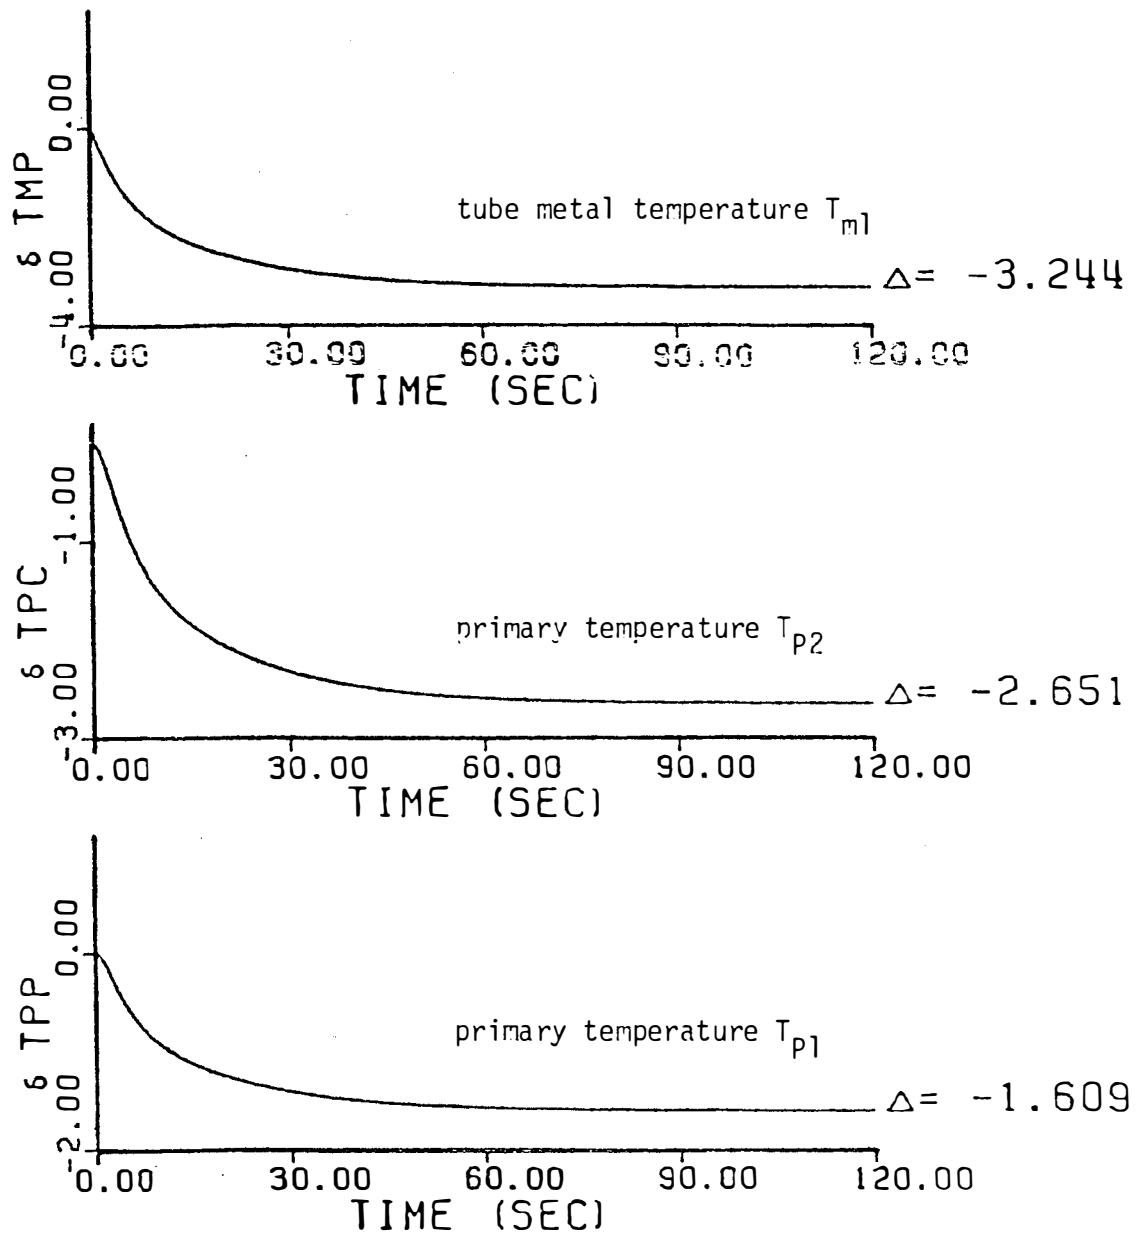 0.00
δ TMP
-4.00
tube metal temperature Tm1
Δ= -3.244
0.00 30.00 60.00 90.00 120.00
TIME (SEC)
-1.00
δ TPC
-3.00
primary temperature TP2
Δ= -2.651
0.00 30.00 60.00 90.00 120.00
TIME (SEC)
0.00
δ TPP
-2.00
primary temperature TP1
Δ= -1.609
0.00 30.00 60.00 90.00 120.00
TIME (SEC)